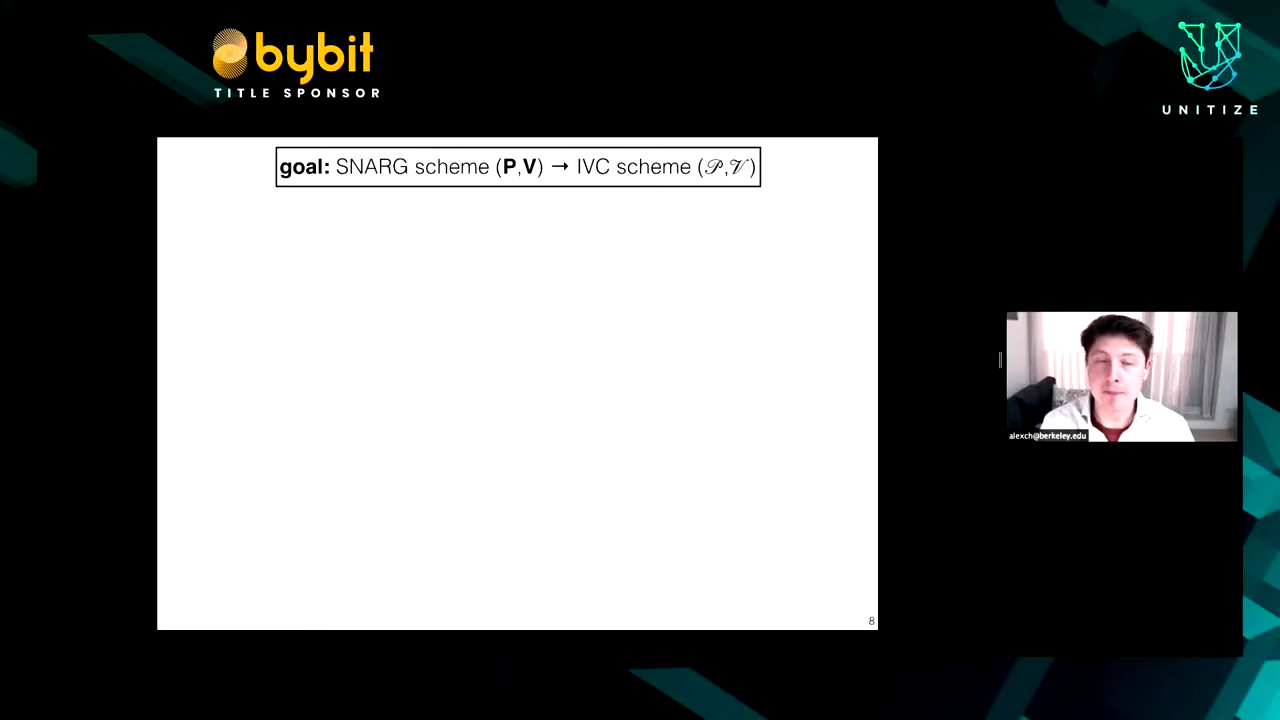 bybit
TITLE SPONSOR
UNITIZE
goal: SNARG scheme (P,V) → IVC scheme (𝒫,𝒱)
alexch@berkeley.edu
8